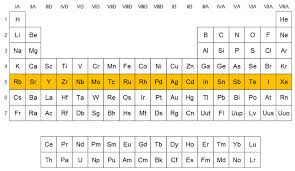 IA IIA IIIB IVB VB VIB VIIB VIIIB IB IIB IIIA IVA VA VIA VIIA VIIIA
1 H He
2 Li Be B C N O F Ne
3 Na Mg Al Si P S Cl Ar
4 K Ca Sc Ti V Cr Mn Fe Co Ni Cu Zn Ga Ge As Se Br Kr
5 Rb Sr Y Zr Nb Mo Tc Ru Rh Pd Ag Cd In Sn Sb Te I Xe
6 Cs Ba La Hf Ta W Re Os Ir Pt Au Hg Tl Pb Bi Po At Rn
7 Fr Ra Ac Rf Db Sg Bh Hs Mt Ds Rg Cn Uut Fl Uup Lv Uus Uuo
Ce Pr Nd Pm Sm Eu Gd Tb Dy Ho Er Tm Yb Lu
Th Pa U Np Pu Am Cm Bk Cf Es Fm Md No Lr